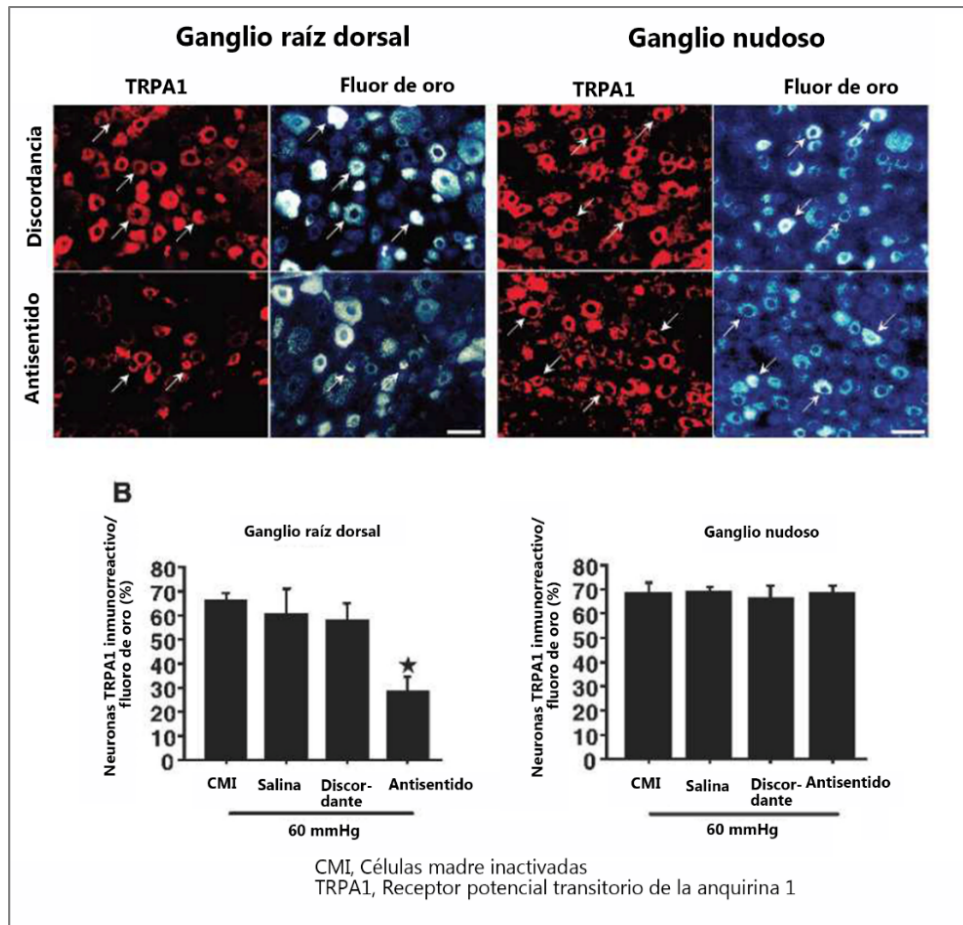 Ganglio raíz dorsal
Ganglio nudoso
TRPA1
Fluor de oro
TRPA1
Fluor de oro
Discordancia
Antisentido
B
Ganglio raíz dorsal
Neuronas TRPA1 inmunorreactivo/
fluoro de oro (%)
80
70
60
50
40
30
20
10
0
CMI
Salina
Discor-
dante
Antisentido
60 mmHg
Ganglio nudoso
Neuronas TRPA1 inmunorreactivo/
fluoro de oro (%)
80
70
60
50
40
30
20
10
0
CMI
Salina
Discor-
dante
Antisentido
60 mmHg
CMI, Células madre inactivadas
TRPA1, Receptor potencial transitorio de la anquirina 1